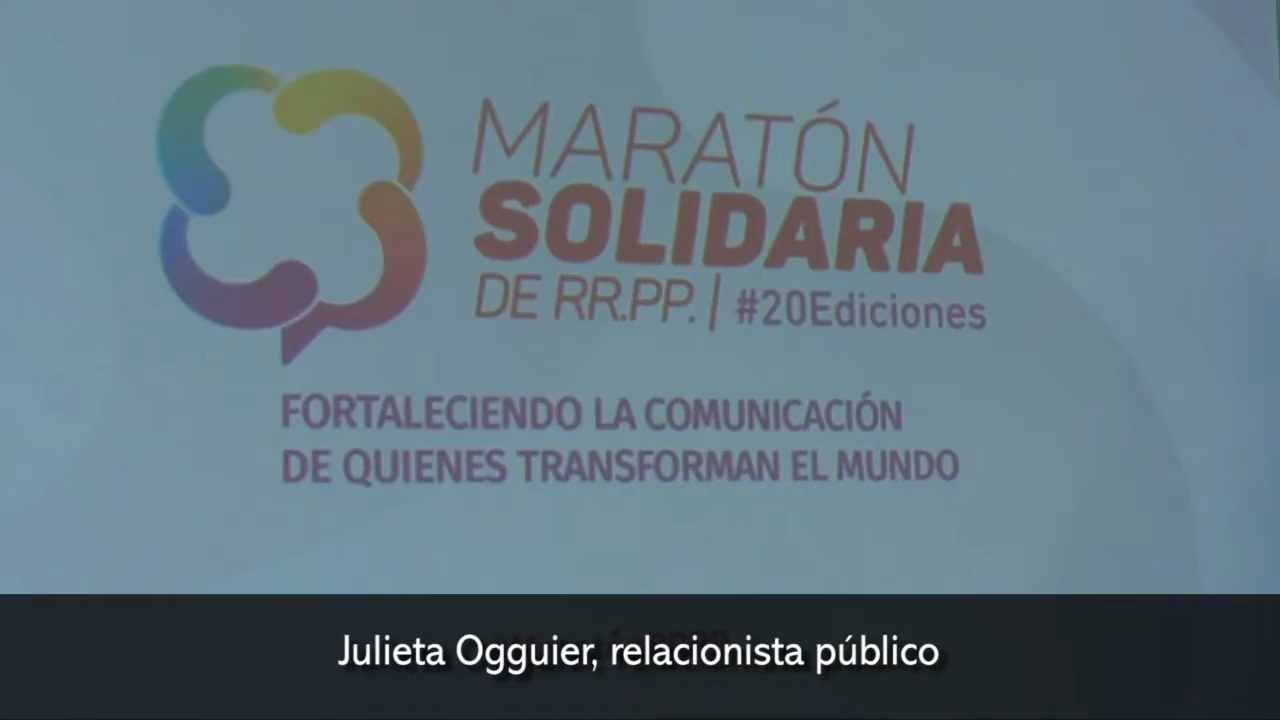 MARATÓN
SOLIDARIA
DE RR.PP. | #20Ediciones
FORTALECIENDO LA COMUNICACIÓN
DE QUIENES TRANSFORMAN EL MUNDO
Julieta Ogguier, relacionista público